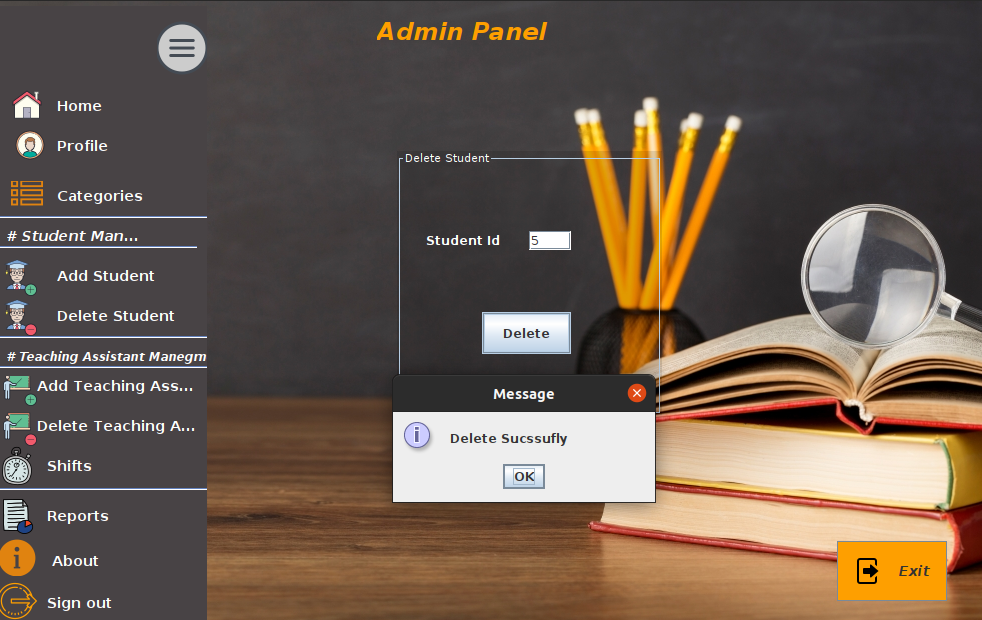 Admin Panel
Home
Profile
Categories
# Student Man...
Add Student
Delete Student
# Teaching Assistant Manegm
Add Teaching Ass...
Delete Teaching A...
Shifts
Reports
About
Sign out
Delete Student
Student Id 5
Delete
Message
Delete Sucssufly
OK
Exit